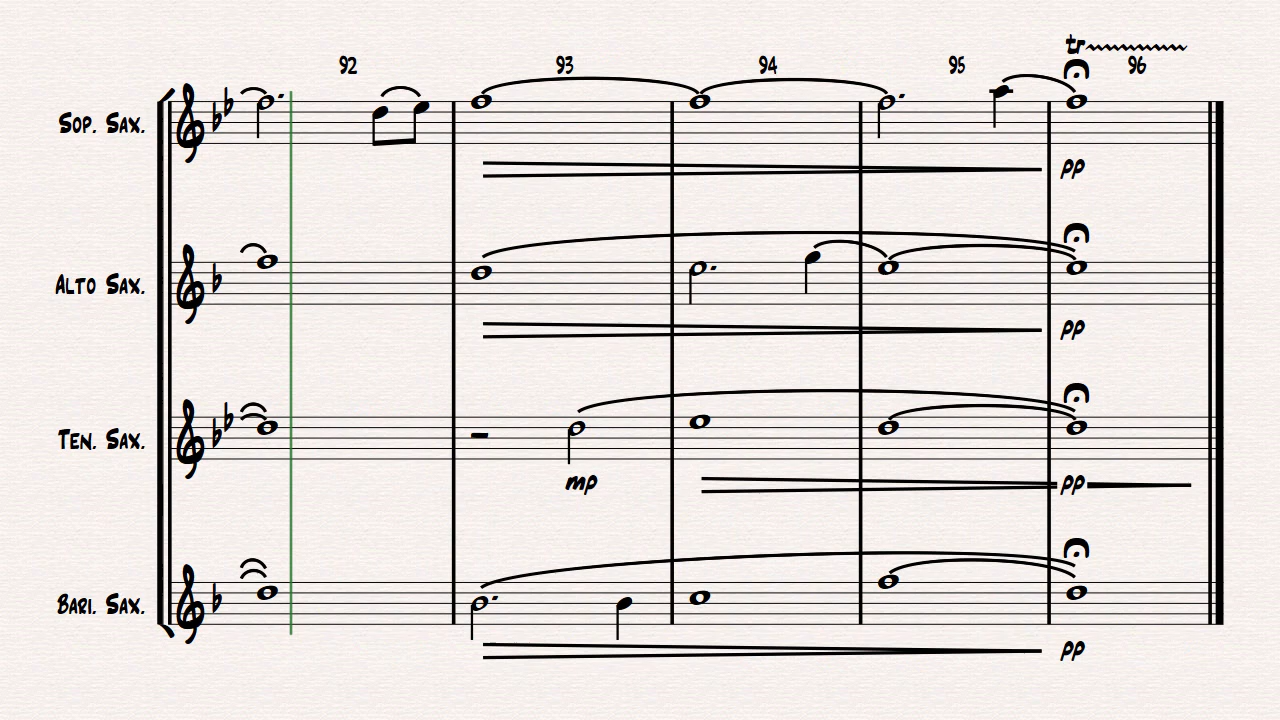 tr
92 93 94 95 96
Sop. Sax.
pp
Alto Sax.
pp
Ten. Sax.
mp pp
Bari. Sax.
pp